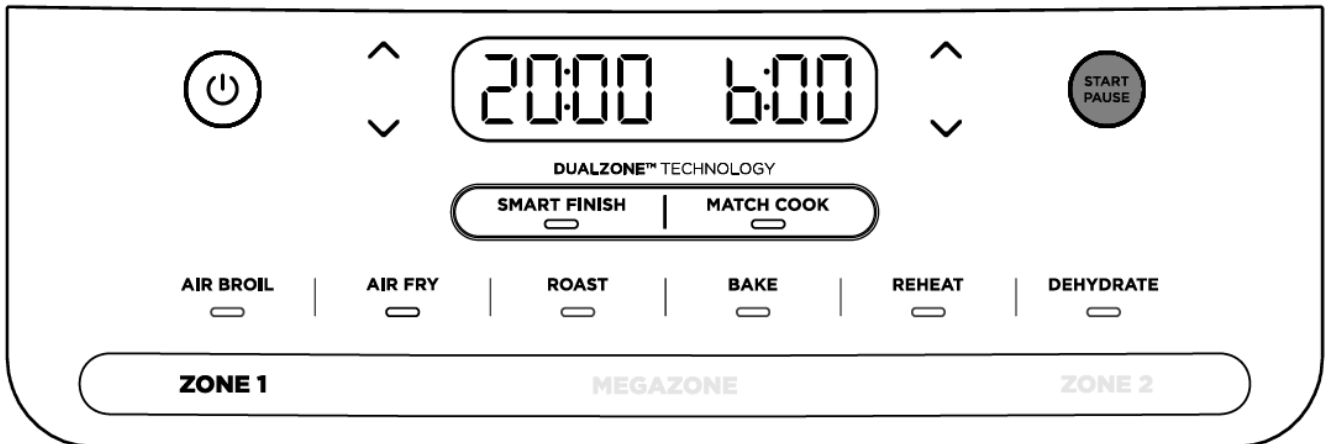 20:00 6:00
START
PAUSE
DUALZONE™ TECHNOLOGY
SMART FINISH MATCH COOK
AIR BROIL AIR FRY ROAST BAKE REHEAT DEHYDRATE
ZONE 1 MEGAZONE ZONE 2